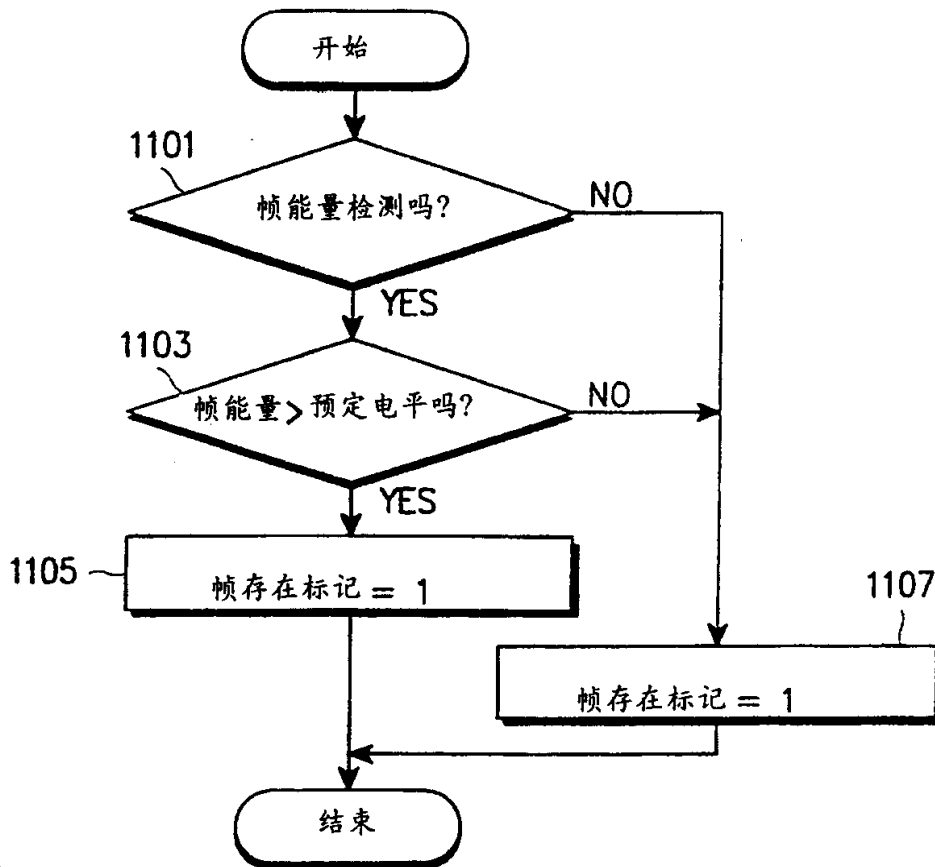 开始
1101
帧能量检测吗?
NO
YES
1103
帧能量>预定电平吗?
NO
YES
1105
帧存在标记 = 1
1107
帧存在标记 = 1
结束